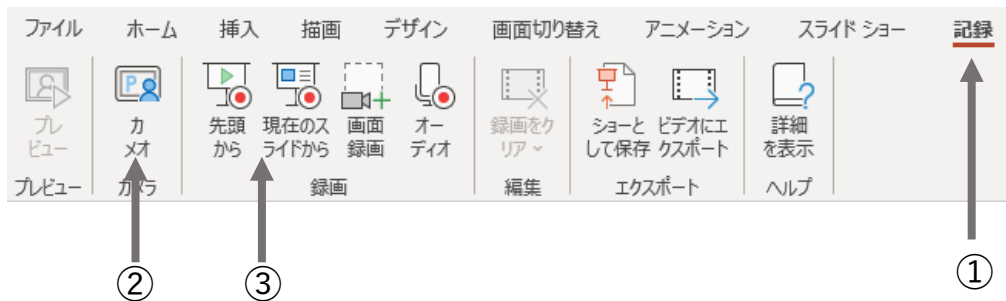 ファイル ホーム 挿入 描画 デザイン 画面切り替え アニメーション スライド ショー 記録
P
プレ
ビュー
カ
メオ
先頭
から
現在のス
ライドから
画面
録画
オー
ディオ
録画をク
リア
ショーと
して保存
ビデオにエ
クスポート
詳細
を表示
プレビュー カメラ 録画 編集 エクスポート ヘルプ
② ③ ①